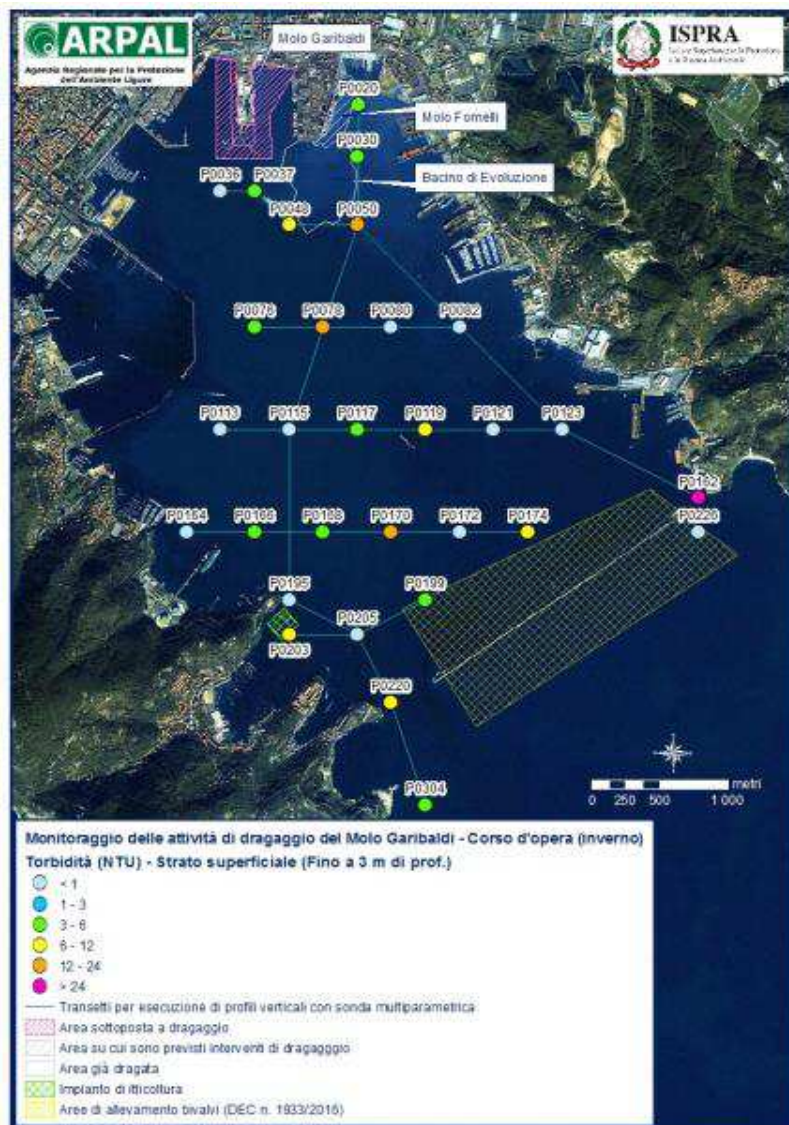 ARPAL
Agenzia Regionale per la Protezione
dell'Ambiente Ligure
Molo Garibaldi
ISPRA
P0020
Molo Fornelli
P0030
Bacino di Evoluzione
P0036
P0037
P0048
P0050
P0076
P0078
P0080
P0082
P0113
P0115
P0117
P0119
P0121
P0123
P0162
P0164
P0166
P0168
P0170
P0172
P0174
P0226
P0195
P0199
P0205
P0203
P0220
P0304
metri
0 250 500 1 000
Monitoraggio delle attività di dragaggio del Molo Garibaldi - Corso d'opera (inverno)
Torbidità (NTU) - Strato superficiale (Fino a 3 m di prof.)
< 1
1 - 3
3 - 6
6 - 12
12 - 24
> 24
Transetti per esecuzione di profili verticali con sonda multiparametrica
Area sottoposta a dragaggio
Area su cui sono previsti interventi di dragagggio
Area già dragata
Impianto di itticoltura
Aree di allevamento bivalvi (DEC n. 1933/2016)